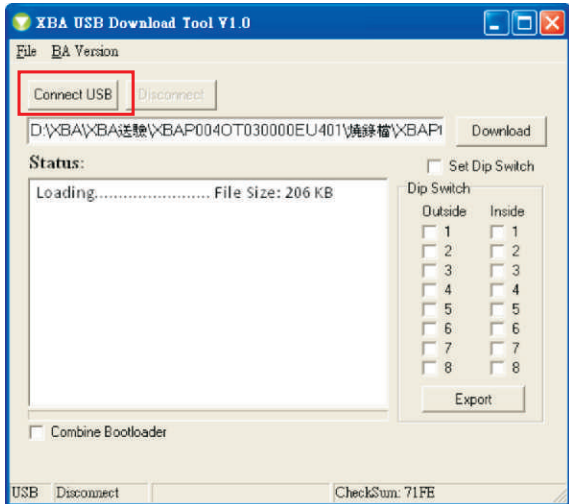 XBA USB Download Tool V1.0
File BA Version
Connect USB Disconnect
D:\XBA\XBA送驗\XBAP004OT030000EU401\燒錄檔\XBAP1 Download
Status: Set Dip Switch
Loading........................ File Size: 206 KB
Dip Switch
Outside Inside
1 1
2 2
3 3
4 4
5 5
6 6
7 7
8 8
Export
Combine Bootloader
USB Disconnect CheckSum: 71FE